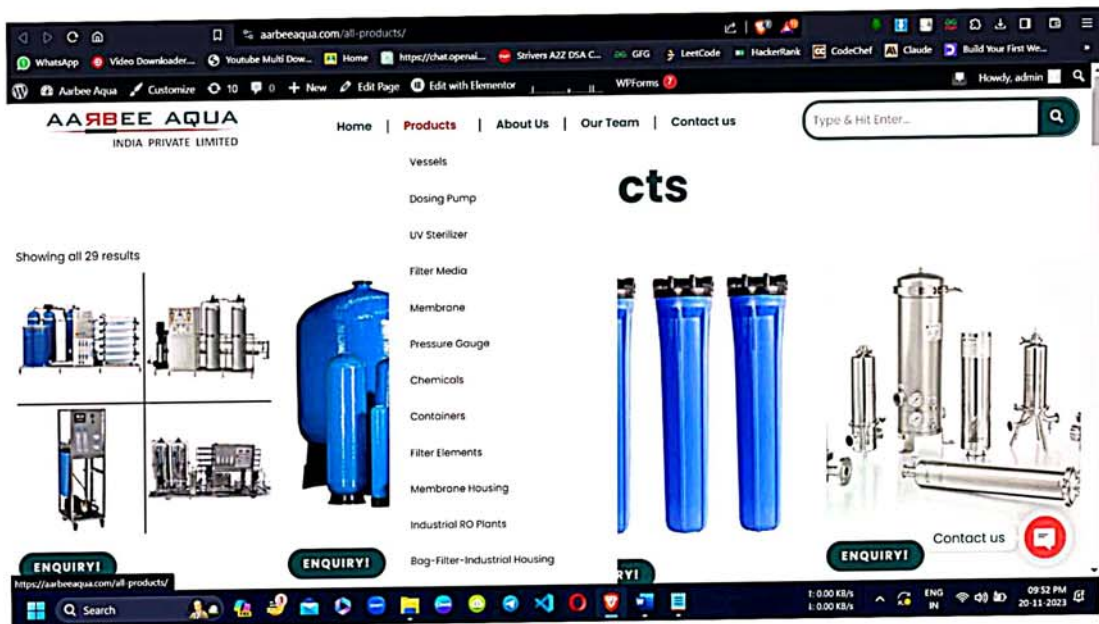 aarbeeaqua.com/all-products/
WhatsApp Video Downloader... Youtube Multi Dow... Home https://chat.openai.... Strivers A2Z DSA C... GFG LeetCode HackerRank CodeChef Claude Build Your First We...
Aarbee Aqua Customize 10 0 New Edit Page Edit with Elementor WPForms 7 Howdy, admin
AARBEE AQUA
INDIA PRIVATE LIMITED
Home | Products | About Us | Our Team | Contact us
Type & Hit Enter...
Vessels
cts
Dosing Pump
UV Sterilizer
Showing all 29 results
Filter Media
Membrane
Pressure Gauge
Chemicals
Containers
Filter Elements
Membrane Housing
Industrial RO Plants
Contact us
Bag-Filter-Industrial Housing
ENQUIRY!
ENQUIRY!
RY!
ENQUIRY!
https://aarbeeaqua.com/all-products/
Search
0.00 KB/s
0.00 KB/s
ENG
IN
09:52 PM
20-11-2023